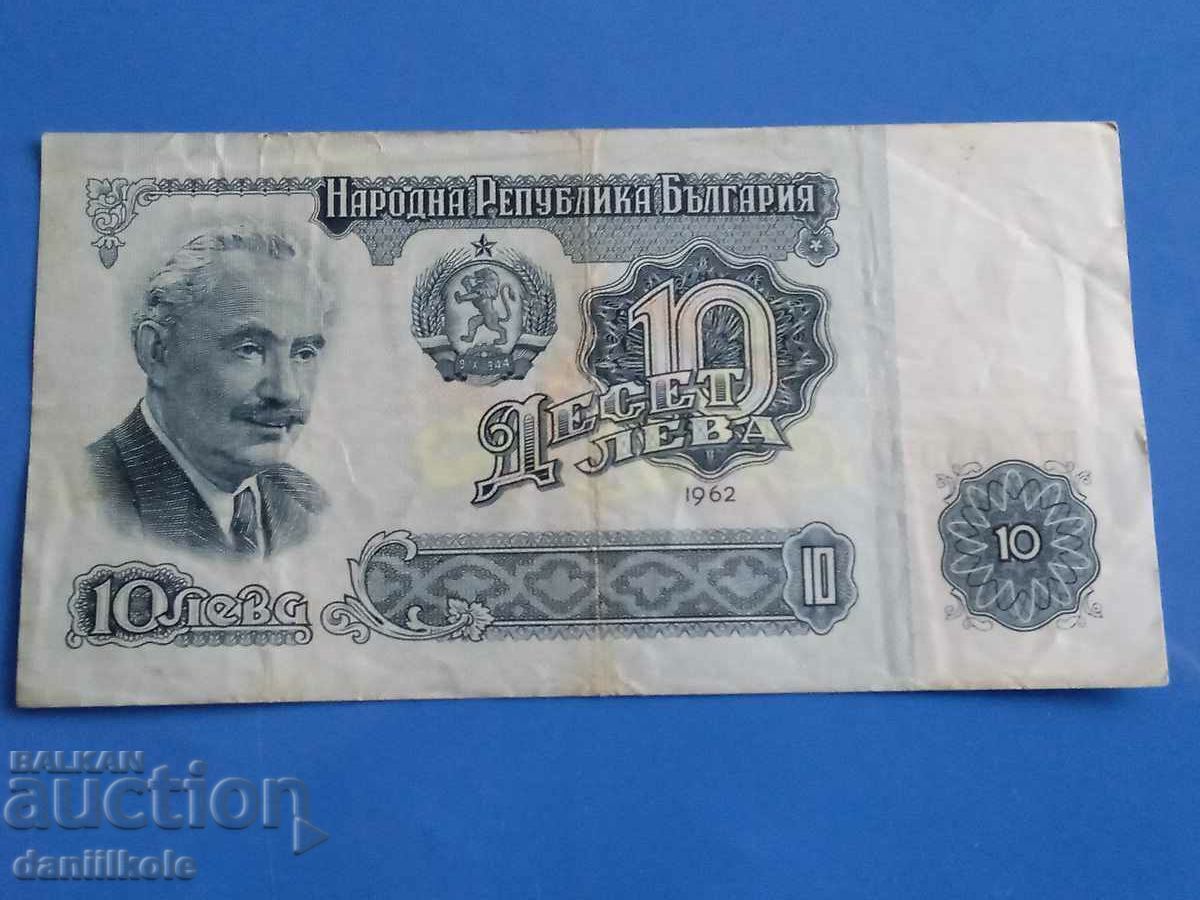 Народна Република България
10
ДЕСЕТ
ЛЕВА
1962
10
10
10 лева
BALKAN
auction
daniilkole